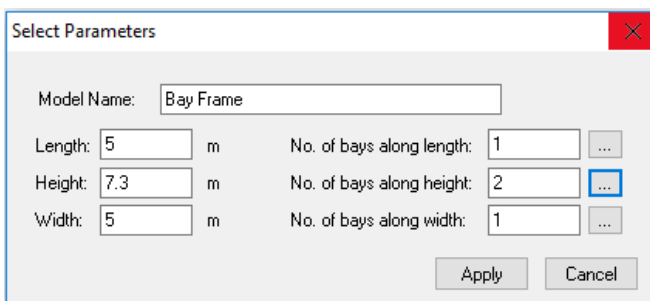 Select Parameters
Model Name: Bay Frame
Length: 5 m No. of bays along length: 1 ...
Height: 7.3 m No. of bays along height: 2 ...
Width: 5 m No. of bays along width: 1 ...
Apply Cancel